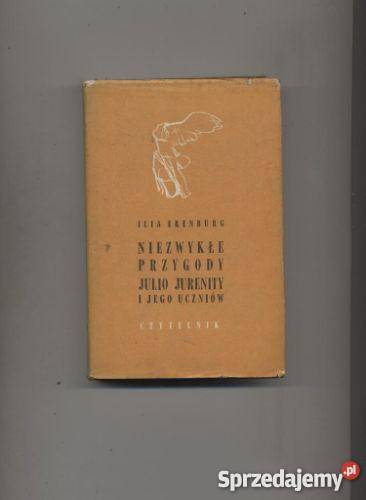 ILIA ERENBURG
NIEZWYKŁE
PRZYGODY
JULIO JURENITY
I JEGO UCZNIÓW
CZYTELNIK
Sprzedajemy.pl